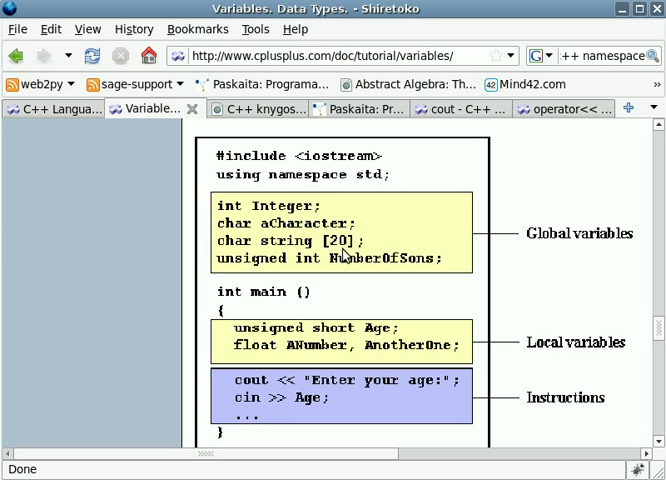 Variables. Data Types. - Shiretoko
File Edit View History Bookmarks Tools Help
http://www.cplusplus.com/doc/tutorial/variables/ G ++ namespace
web2py sage-support Paskaita: Programa... Abstract Algebra: Th... 42 Mind42.com »
C++ Langua... Variable... C++ knygos... Paskaita: Pr... cout - C++ ... operator<< ...
#include <iostream>
using namespace std;
int Integer;
char aCharacter;
char string [20];
unsigned int NumberOfSons;
Global variables
int main ()
{
unsigned short Age;
float ANumber, AnotherOne;
Local variables
cout << "Enter your age:";
cin >> Age;
...
Instructions
}
Done